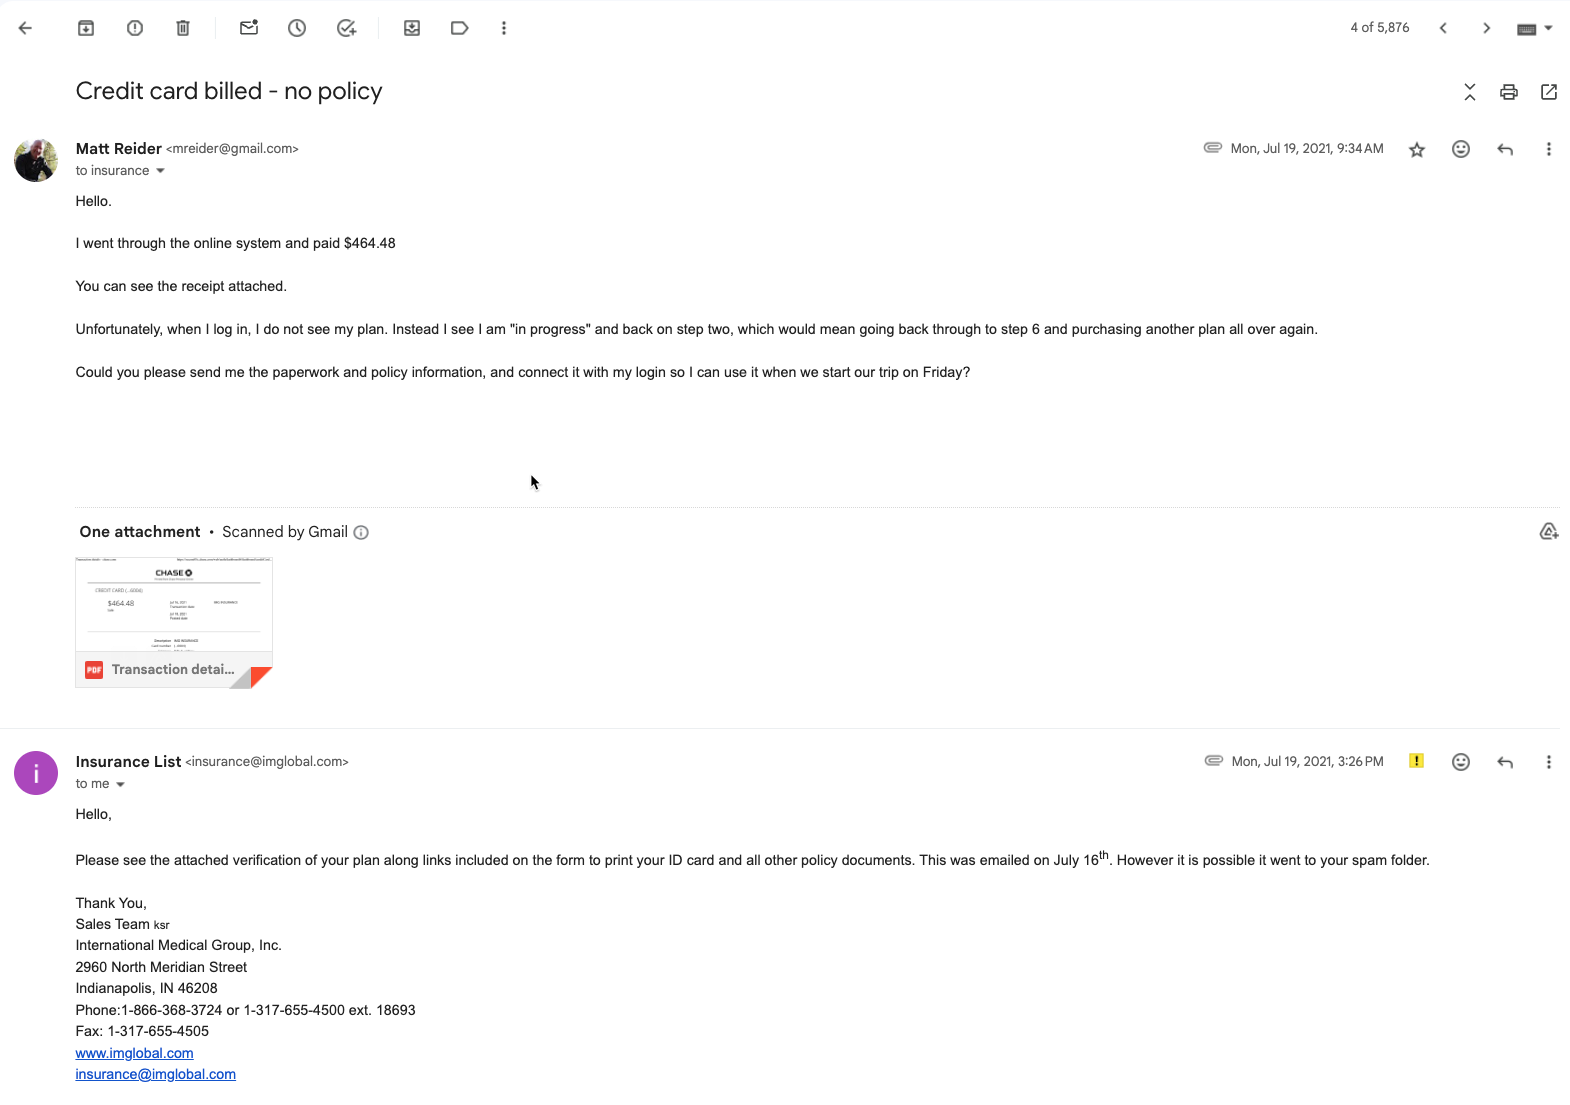 4 of 5,876
Credit card billed - no policy
Matt Reider <mreider@gmail.com>
Mon, Jul 19, 2021, 9:34 AM
to insurance
Hello.
I went through the online system and paid $464.48
You can see the receipt attached.
Unfortunately, when I log in, I do not see my plan. Instead I see I am "in progress" and back on step two, which would mean going back through to step 6 and purchasing another plan all over again.
Could you please send me the paperwork and policy information, and connect it with my login so I can use it when we start our trip on Friday?
One attachment • Scanned by Gmail
CHASE
CREDIT CARD
$464.48
PDF Transaction detai...
i
Insurance List <insurance@imglobal.com>
Mon, Jul 19, 2021, 3:26 PM
to me
Hello,
Please see the attached verification of your plan along links included on the form to print your ID card and all other policy documents. This was emailed on July 16th. However it is possible it went to your spam folder.
Thank You,
Sales Team ksr
International Medical Group, Inc.
2960 North Meridian Street
Indianapolis, IN 46208
Phone:1-866-368-3724 or 1-317-655-4500 ext. 18693
Fax: 1-317-655-4505
www.imglobal.com
insurance@imglobal.com